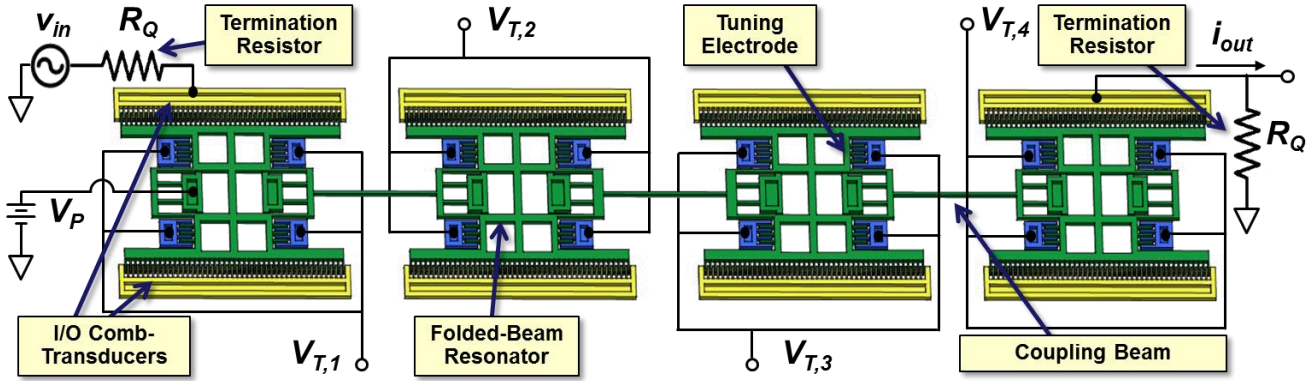 v_in
R_Q
Termination
Resistor
V_T,2
Tuning
Electrode
V_T,4
Termination
Resistor
i_out
R_Q
V_P
I/O Comb-
Transducers
V_T,1
Folded-Beam
Resonator
V_T,3
Coupling Beam